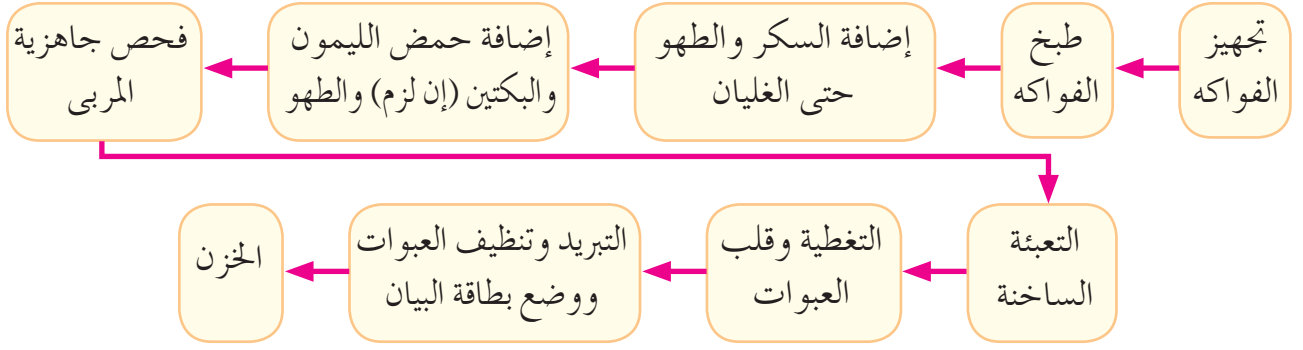 تجهيز
الفواكه
طبخ
الفواكه
إضافة السكر والطهو
حتى الغليان
إضافة حمض الليمون
والبكتين (إن لزم) والطهو
فحص جاهزية
المربى
التعبئة
الساخنة
التغطية وقلب
العبوات
التبريد وتنظيف العبوات
ووضع بطاقة البيان
الخزن